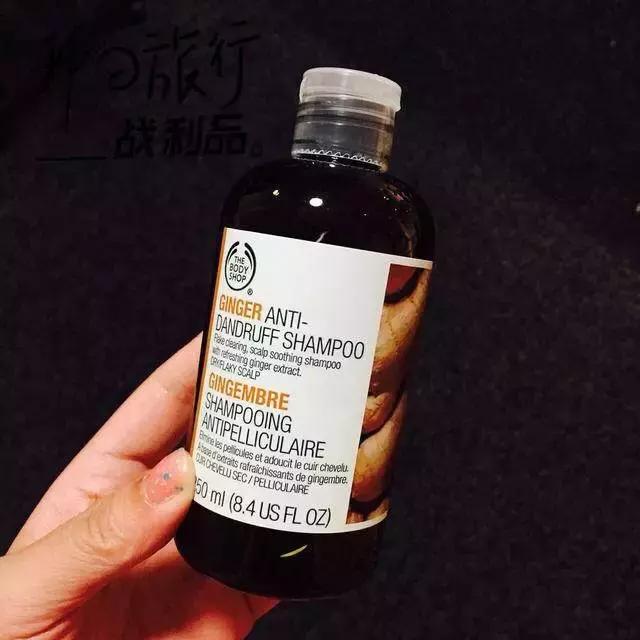 旅行
战利品。
THE
BODY
SHOP
®
GINGER ANTI-
DANDRUFF SHAMPOO
Flake clearing, scalp soothing shampoo
with refreshing ginger extract.
DRY/FLAKY SCALP
GINGEMBRE
SHAMPOOING
ANTIPELLICULAIRE
Élimine les pellicules et adoucit le cuir chevelu.
À base d'extraits rafraîchissants de gingembre.
CUIR CHEVELU SEC / PELLICULAIRE
250 ml (8.4 US FL OZ)